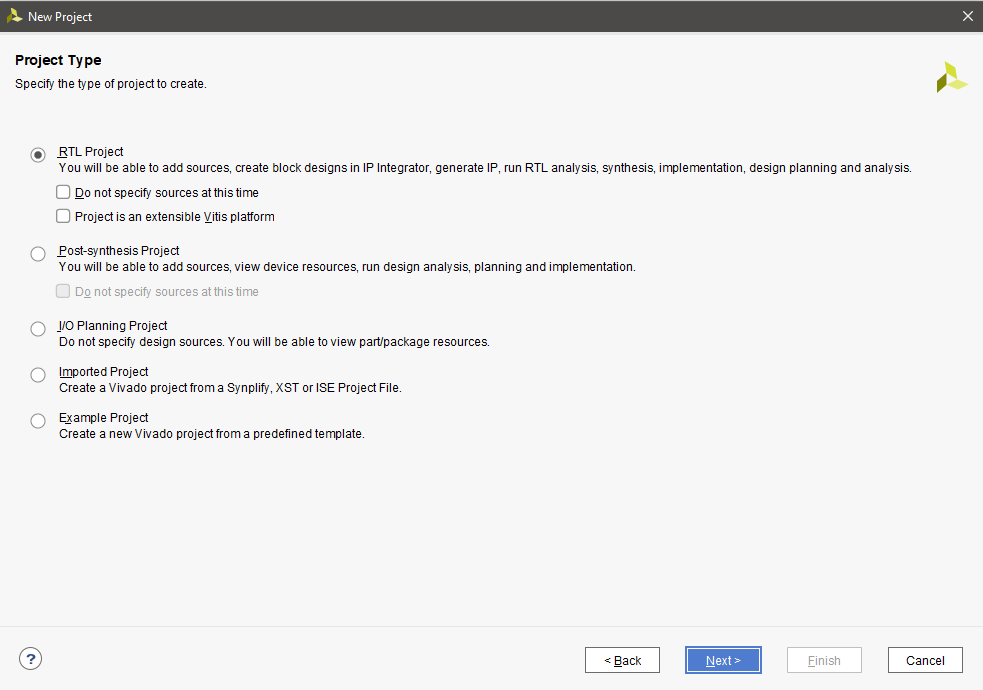 New Project
Project Type
Specify the type of project to create.
RTL Project
You will be able to add sources, create block designs in IP Integrator, generate IP, run RTL analysis, synthesis, implementation, design planning and analysis.
Do not specify sources at this time
Project is an extensible Vitis platform
Post-synthesis Project
You will be able to add sources, view device resources, run design analysis, planning and implementation.
Do not specify sources at this time
I/O Planning Project
Do not specify design sources. You will be able to view part/package resources.
Imported Project
Create a Vivado project from a Synplify, XST or ISE Project File.
Example Project
Create a new Vivado project from a predefined template.
? < Back Next > Finish Cancel